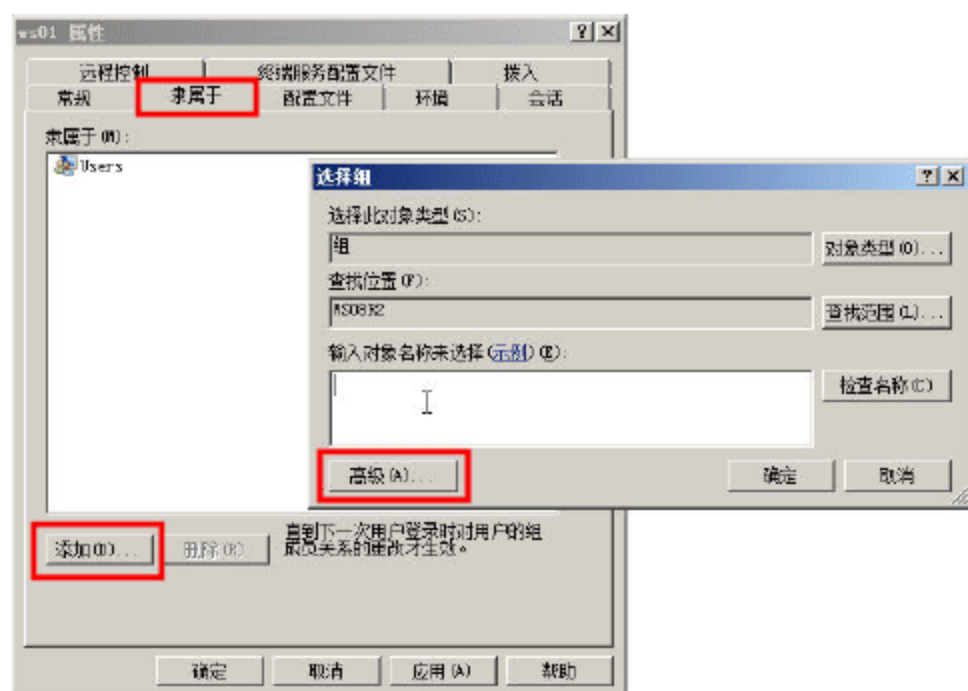 ws01 属性
远程控制 终端服务配置文件 拨入
常规 隶属于 配置文件 环境 会话
隶属于(M):
Users
选择组
选择此对象类型(S):
组
对象类型(O)...
查找位置(F):
WS08R2
查找范围(L)...
输入对象名称来选择(示例)(E):
检查名称(C)
高级(A)...
确定 取消
添加(D)... 删除(R)
直到下一次用户登录时对用户的组
成员关系的更改才生效。
确定 取消 应用(A) 帮助